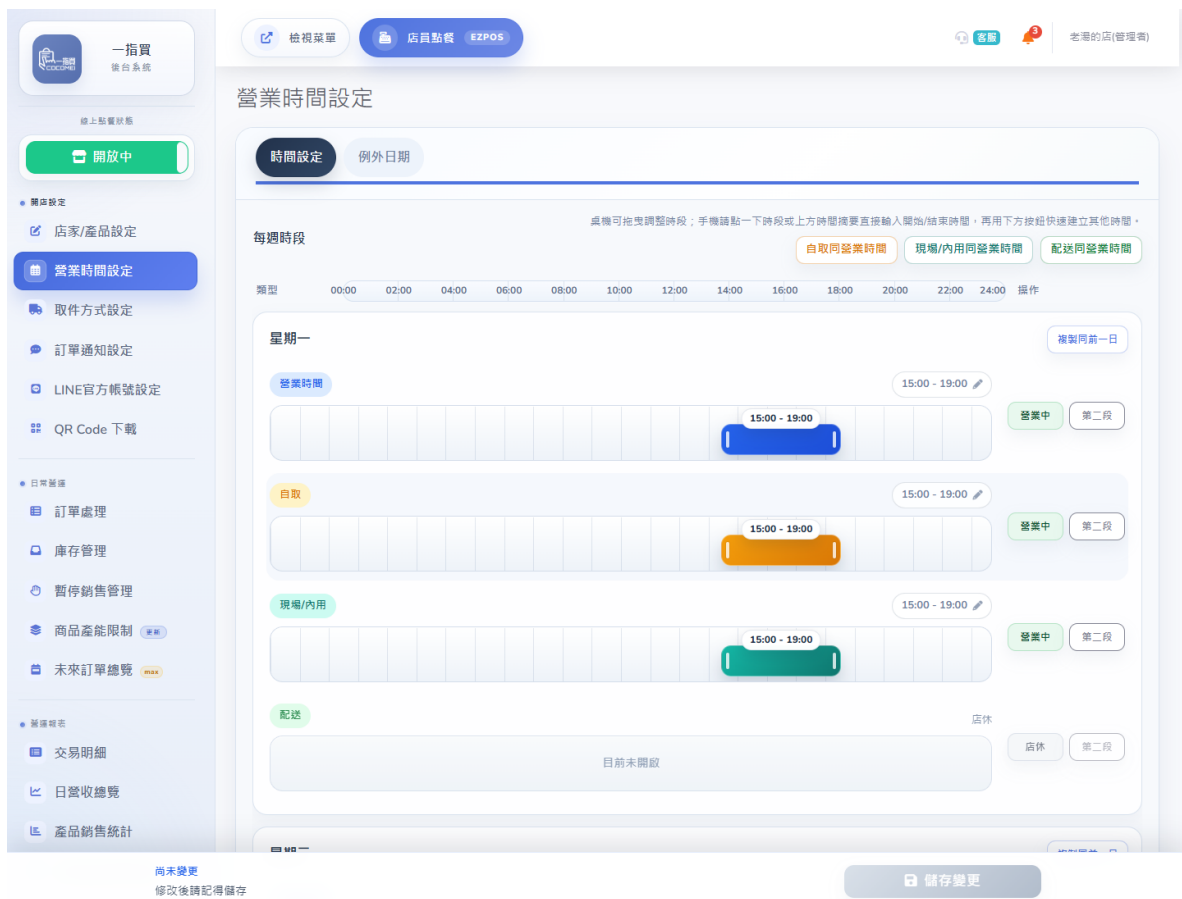 一指買
後台系統
線上點餐狀態
開放中
開店設定
店家/產品設定
營業時間設定
取件方式設定
訂單通知設定
LINE官方帳號設定
QR Code 下載
日常營運
訂單處理
庫存管理
暫停銷售管理
商品產能限制 更新
未來訂單總覽 max
營運報表
交易明細
日營收總覽
產品銷售統計
檢視菜單
店員點餐 EZPOS
客服
3
老湯的店(管理者)
營業時間設定
時間設定
例外日期
桌機可拖曳調整時段；手機請點一下時段或上方時間摘要直接輸入開始/結束時間，再用下方按鈕快速建立其他時間。
每週時段
自取同營業時間
現場/內用同營業時間
配送同營業時間
類型 00:00 02:00 04:00 06:00 08:00 10:00 12:00 14:00 16:00 18:00 20:00 22:00 24:00 操作
星期一
複製同前一日
營業時間
15:00 - 19:00
15:00 - 19:00
營業中
第二段
自取
15:00 - 19:00
15:00 - 19:00
營業中
第二段
現場/內用
15:00 - 19:00
15:00 - 19:00
營業中
第二段
配送
店休
目前未開啟
店休
第二段
尚未變更
修改後請記得儲存
儲存變更